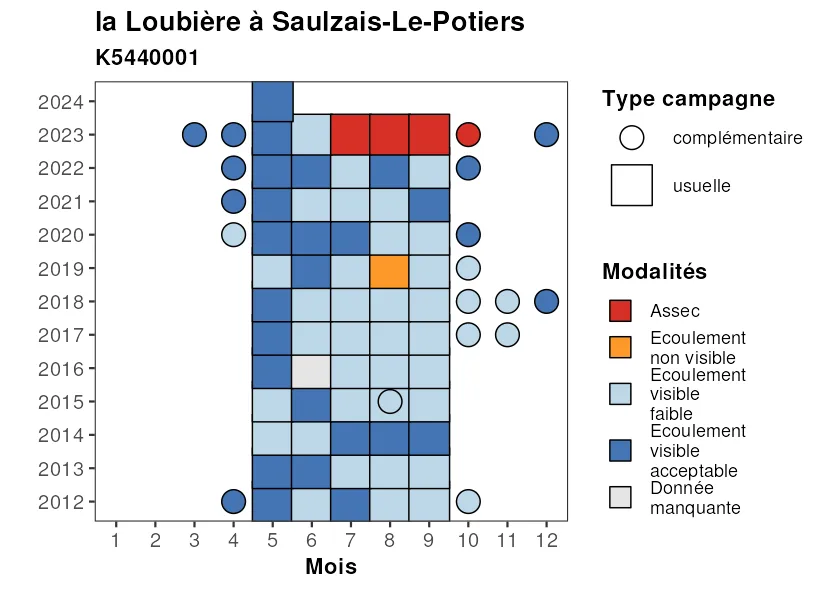 la Loubière à Saulzais-Le-Potiers
K5440001
2024
2023
2022
2021
2020
2019
2018
2017
2016
2015
2014
2013
2012
1 2 3 4 5 6 7 8 9 10 11 12
Mois
Type campagne
complémentaire
usuelle
Modalités
Assec
Ecoulement
non visible
Ecoulement
visible
faible
Ecoulement
visible
acceptable
Donnée
manquante